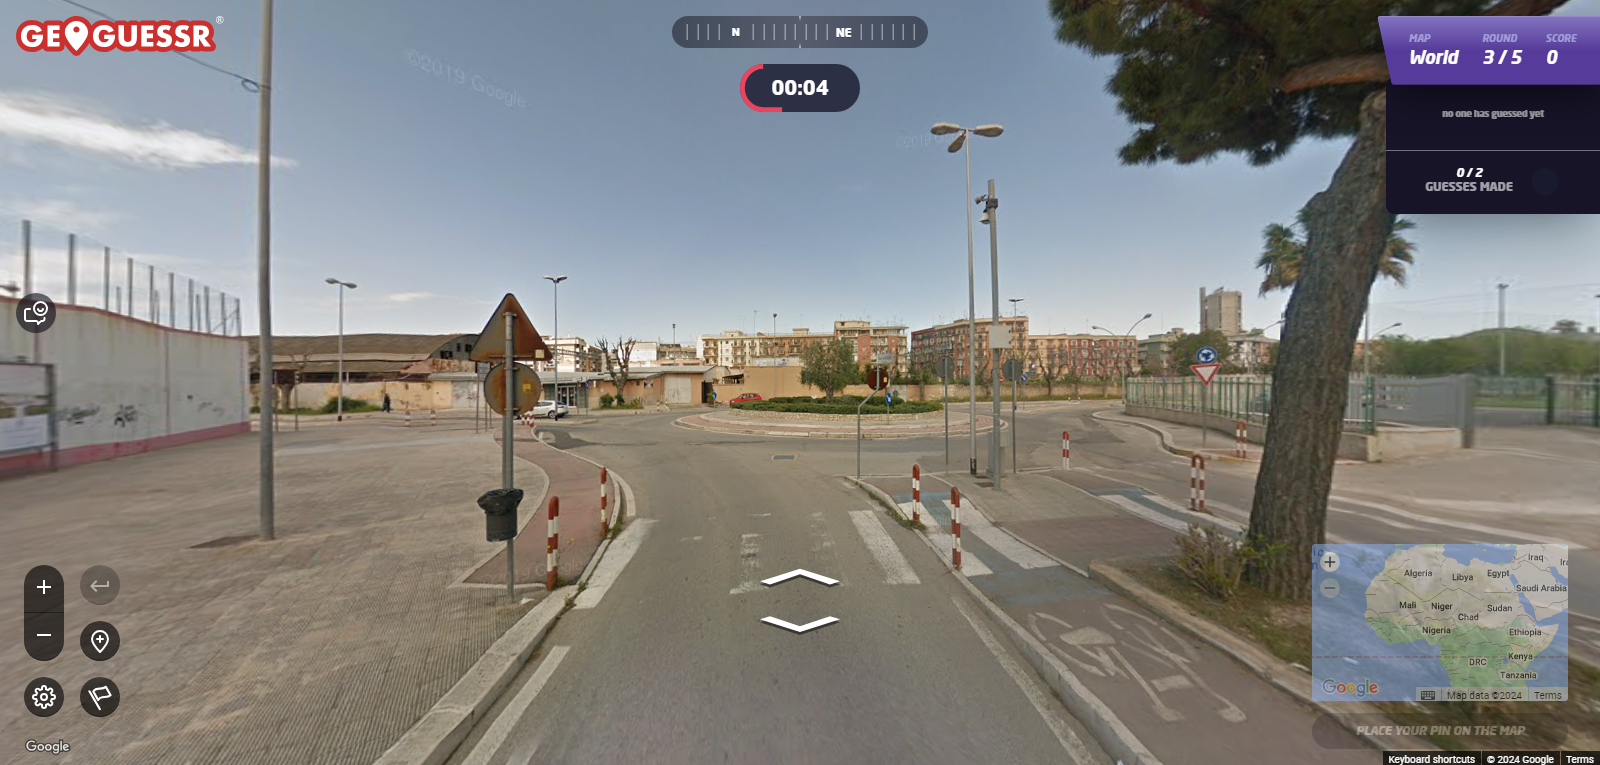 GEOGUESSR®
N NE
00:04
MAP ROUND SCORE
World 3 / 5 0
no one has guessed yet
0 / 2
GUESSES MADE
©2019 Google
Iraq
Algeria Libya Egypt
Saudi Arabia
Mali Niger Sudan
Chad
Nigeria Ethiopia
DRC Kenya
Tanzania
Google
Map data ©2024 Terms
PLACE YOUR PIN ON THE MAP
Google
Keyboard shortcuts © 2024 Google Terms